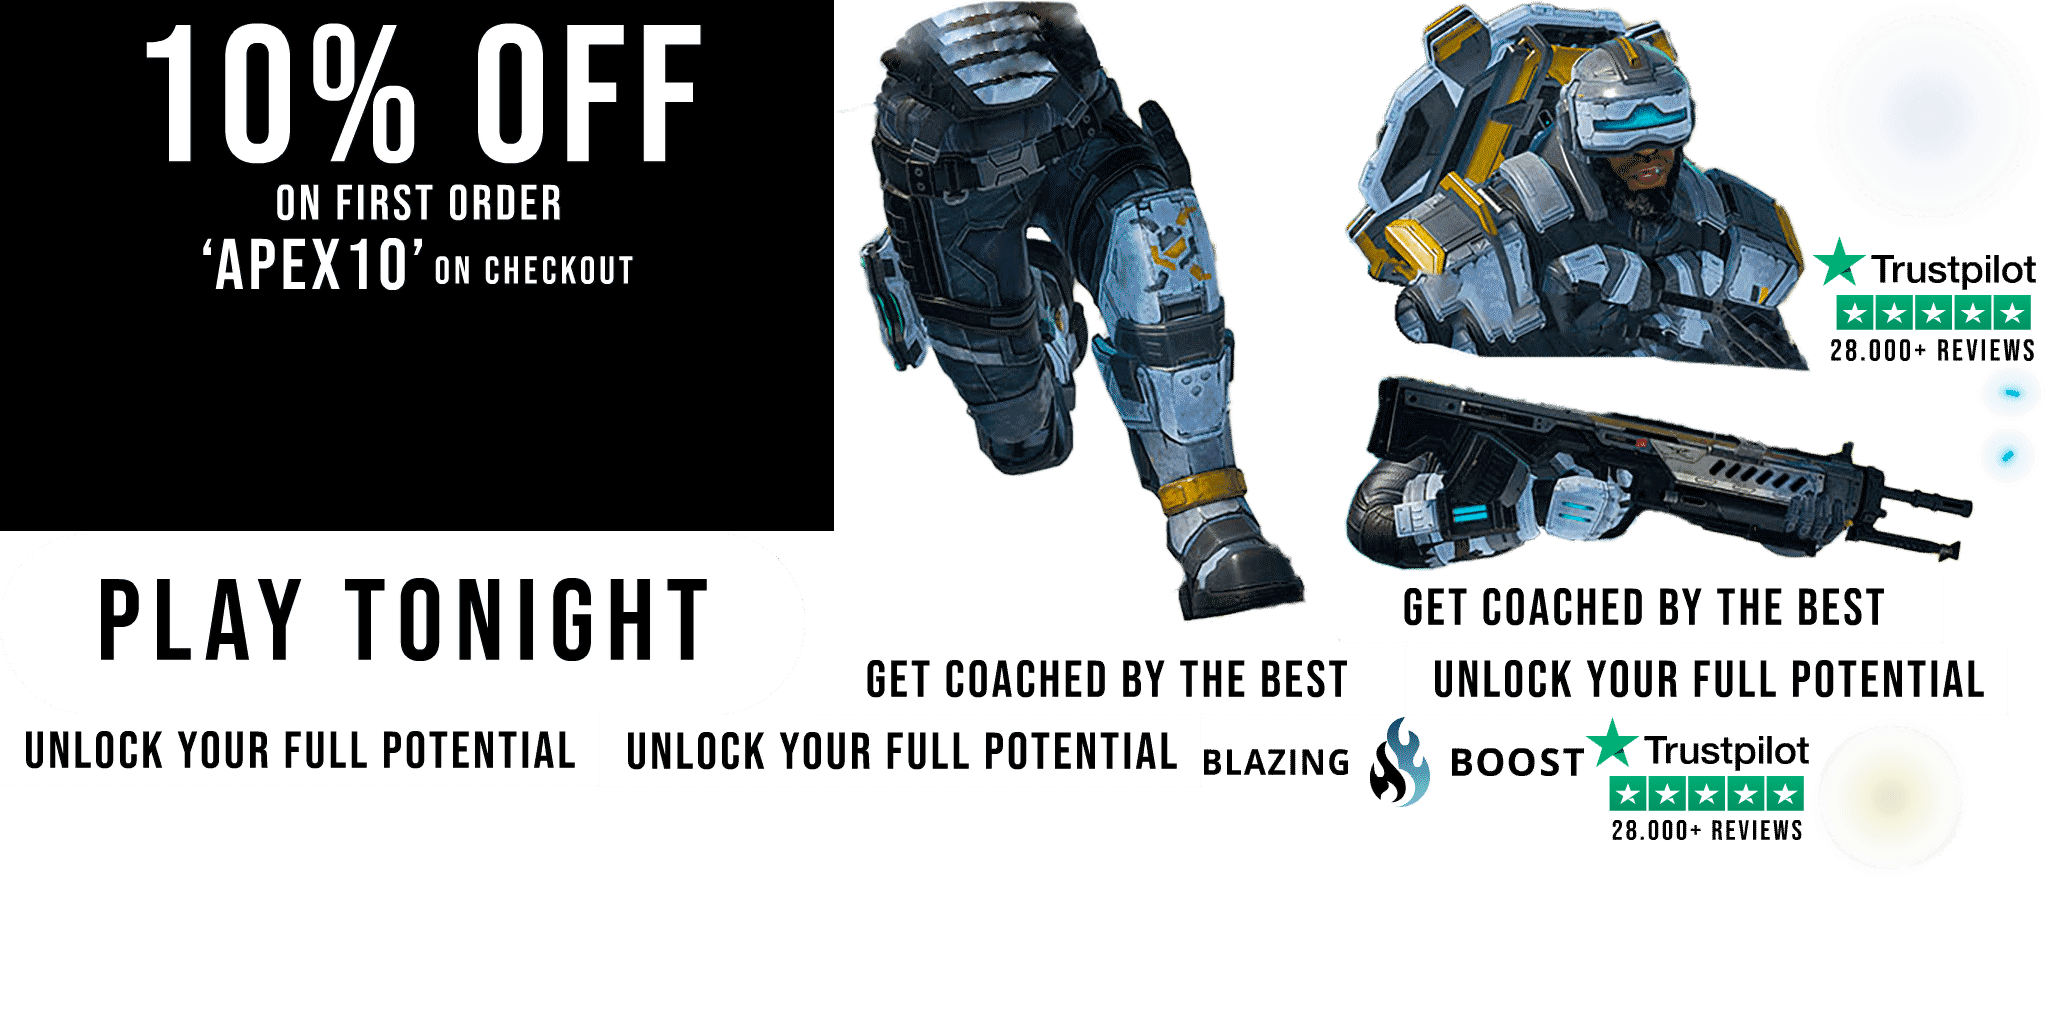 10% OFF
ON FIRST ORDER
‘APEX10’ ON CHECKOUT
Trustpilot
28.000+ REVIEWS
PLAY TONIGHT
GET COACHED BY THE BEST
GET COACHED BY THE BEST
UNLOCK YOUR FULL POTENTIAL
UNLOCK YOUR FULL POTENTIAL
UNLOCK YOUR FULL POTENTIAL
BLAZING BOOST
Trustpilot
28.000+ REVIEWS